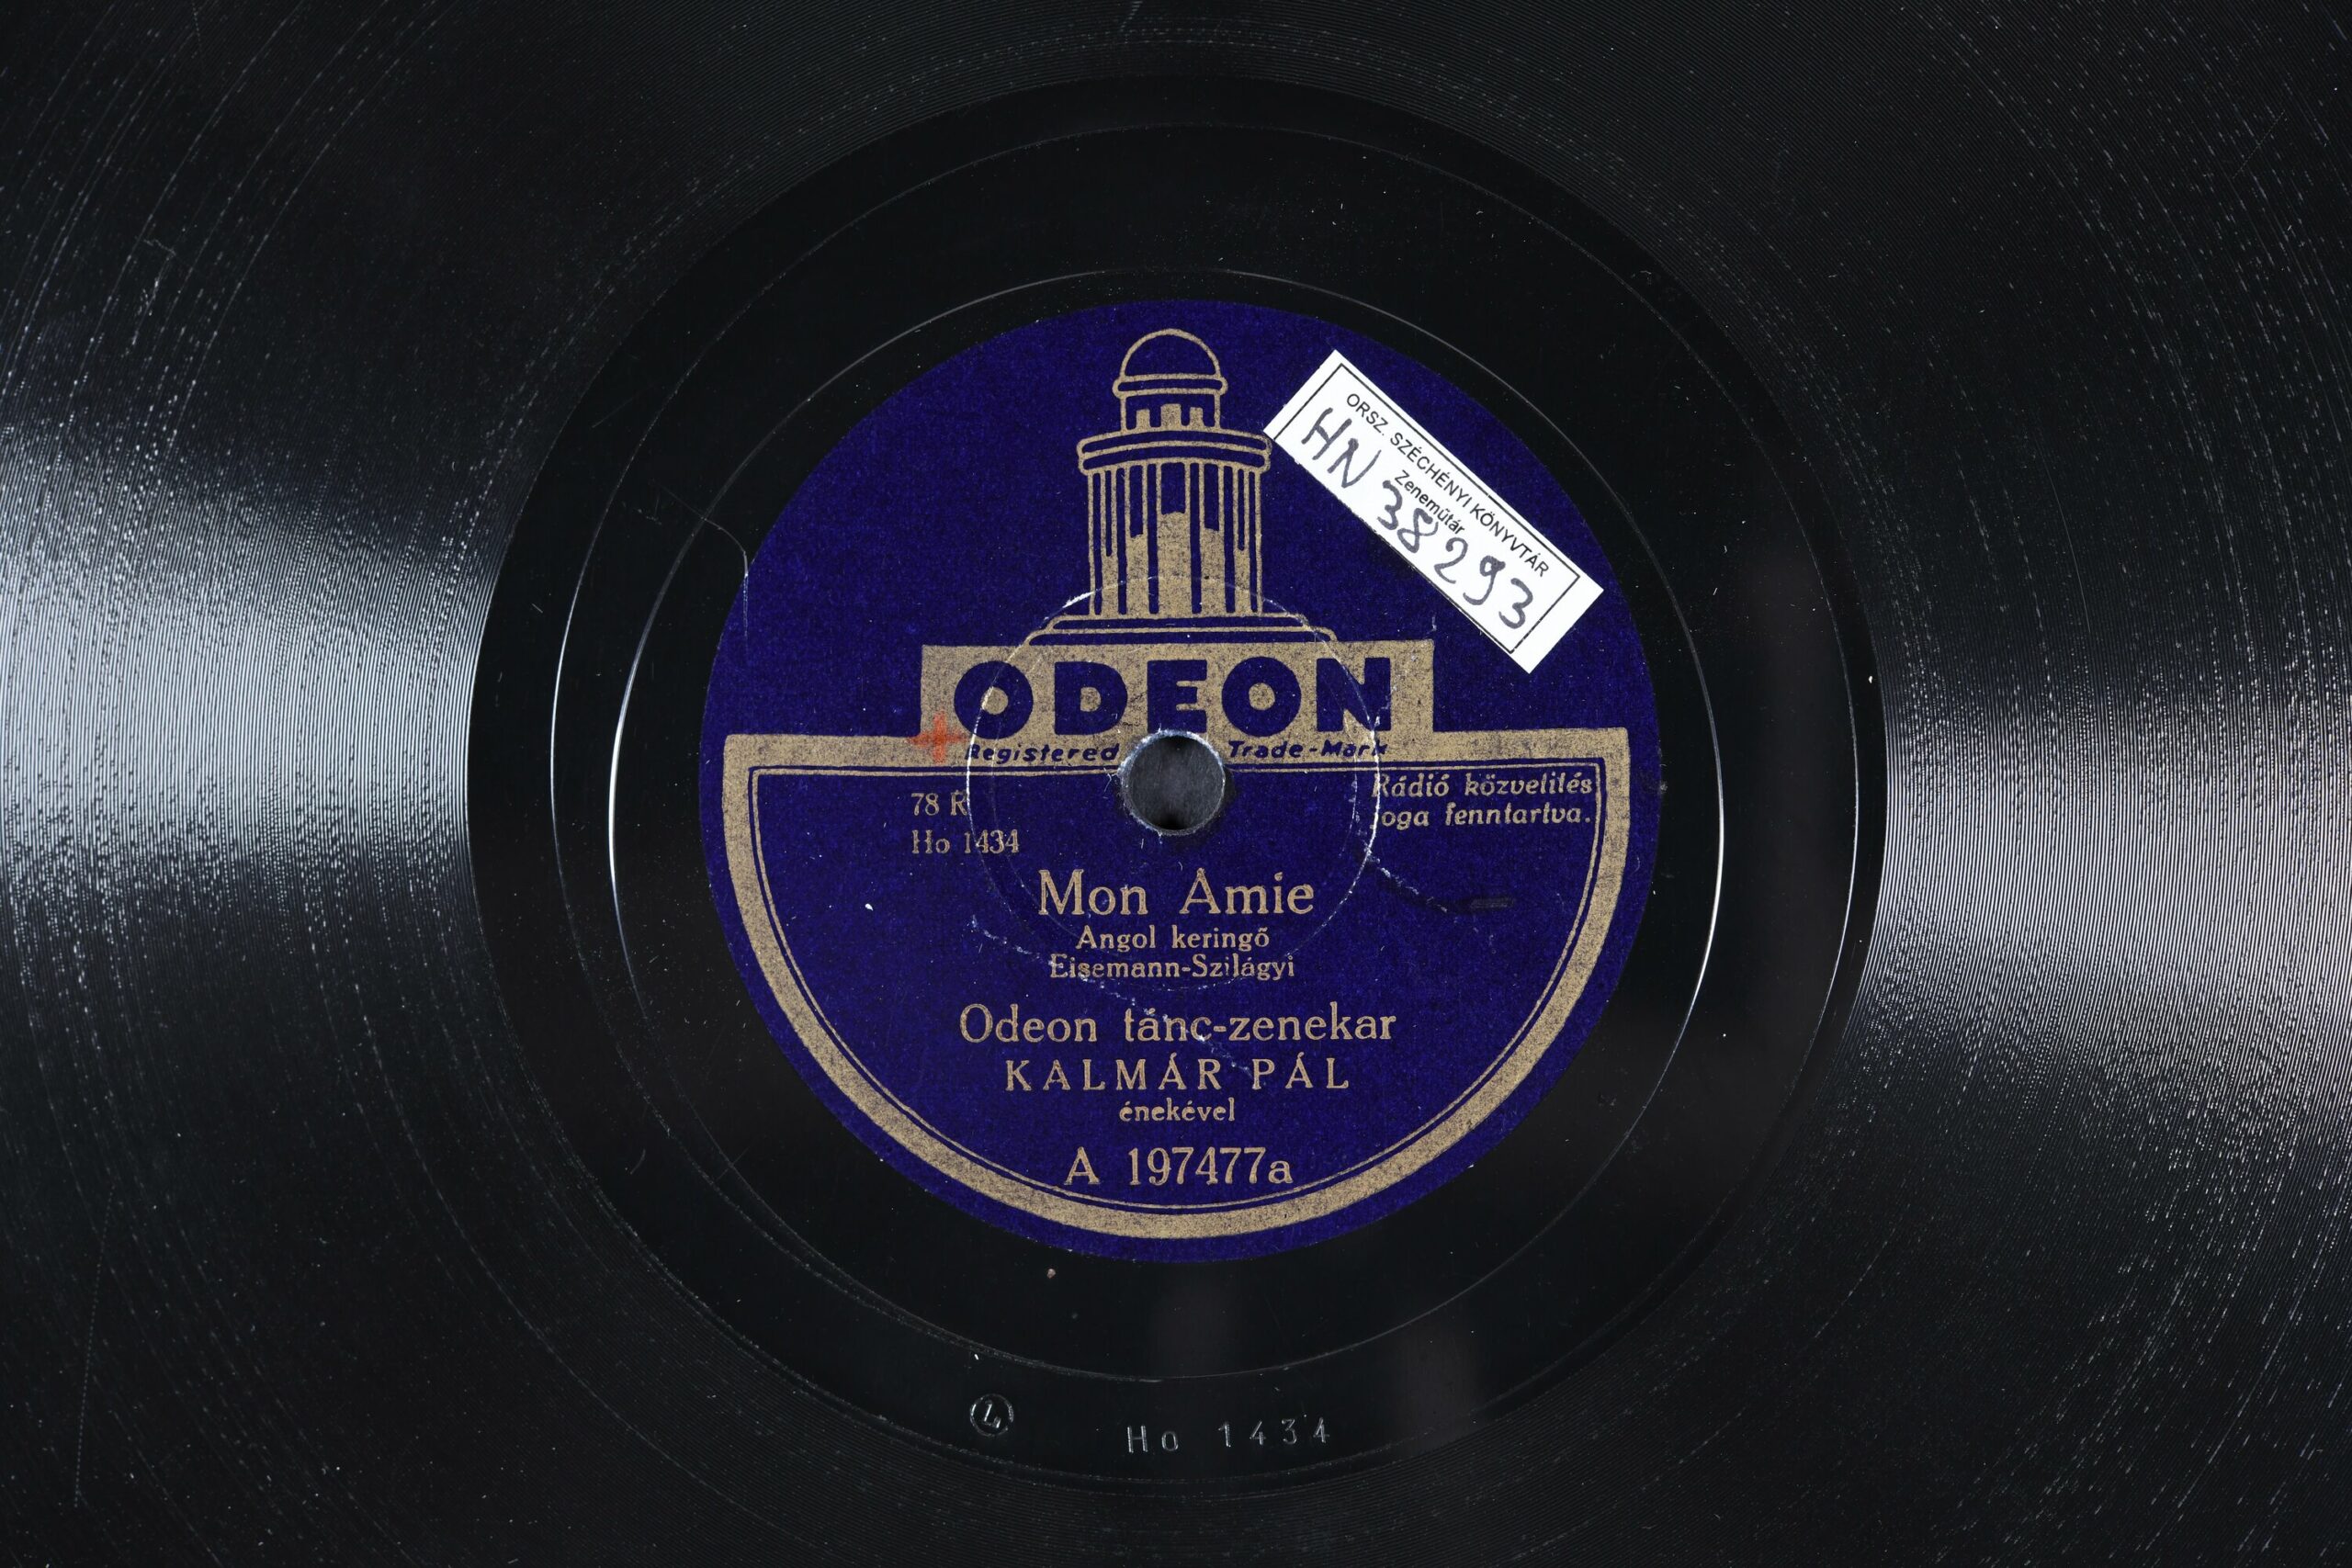 ORSZ. SZÉCHÉNYI KÖNYVTÁR
Zeneműtár
HN 38293
ODEON
Registered Trade-Mark
78 R
Ho 1434
Rádió közvetítés
joga fenntartva.
Mon Amie
Angol keringő
Eisemann-Szilágyi
Odeon tánc-zenekar
KALMÁR PÁL
énekével
A 197477a
Ho 1434